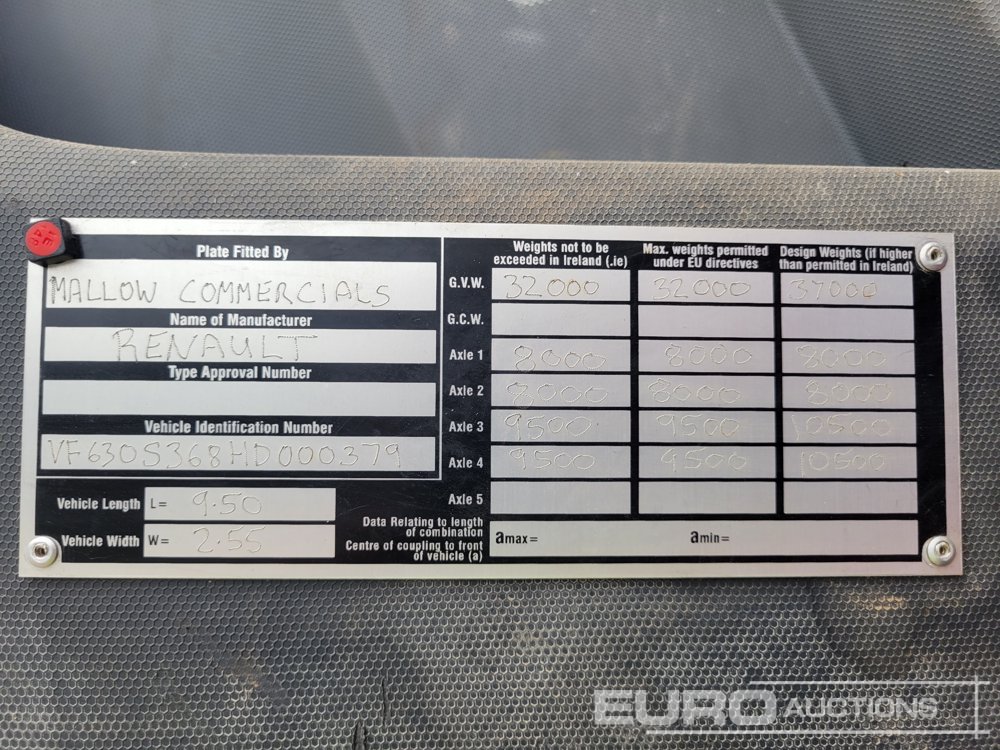 Plate Fitted By
MALLOW COMMERCIALS
Name of Manufacturer
RENAULT
Type Approval Number
Vehicle Identification Number
VF630S368HD000379
Vehicle Length L= 9.50
Vehicle Width W= 2.55
Weights not to be exceeded in Ireland (.ie) Max. weights permitted under EU directives Design Weights (if higher than permitted in Ireland)
G.V.W. 32000 32000 37000
G.C.W.
Axle 1 8000 8000 8000
Axle 2 8000 8000 8000
Axle 3 9500 9500 10500
Axle 4 9500 9500 10500
Axle 5
Data Relating to length of combination
Centre of coupling to front of vehicle (a)
amax= amin=
EURO AUCTIONS